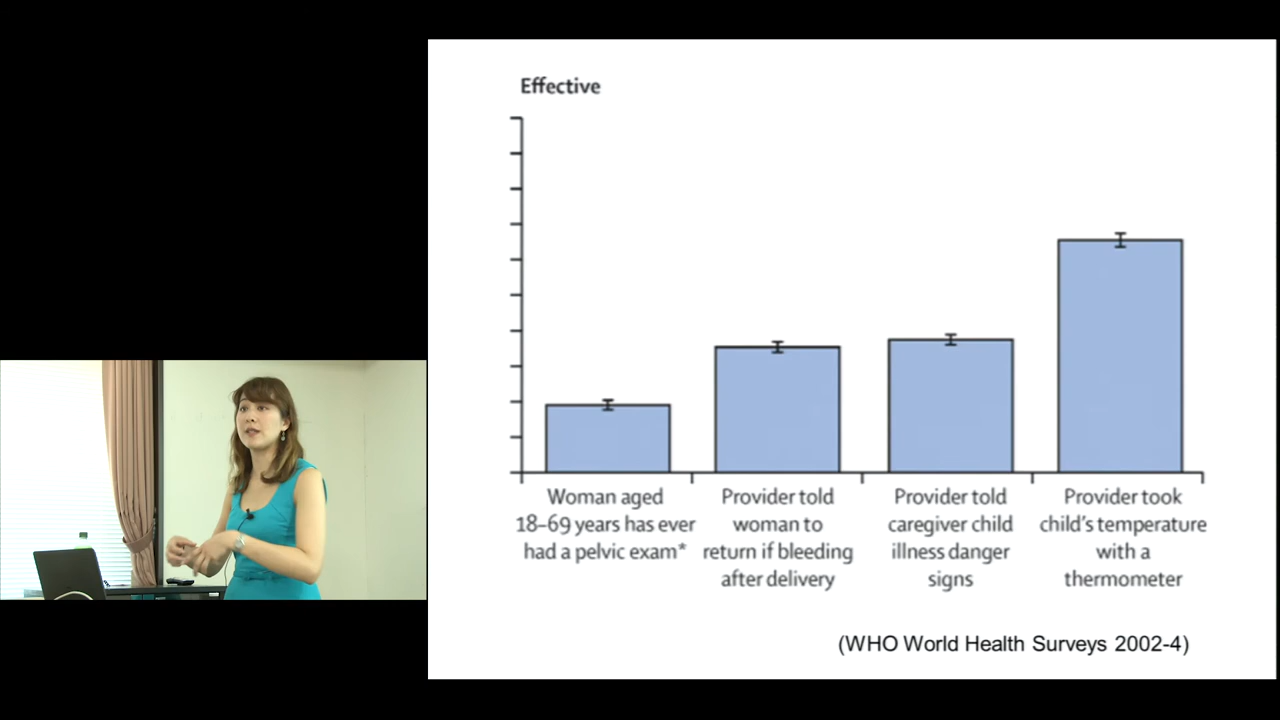 Effective
Woman aged
18–69 years has ever
had a pelvic exam*
Provider told
woman to
return if bleeding
after delivery
Provider told
caregiver child
illness danger
signs
Provider took
child's temperature
with a
thermometer
(WHO World Health Surveys 2002-4)